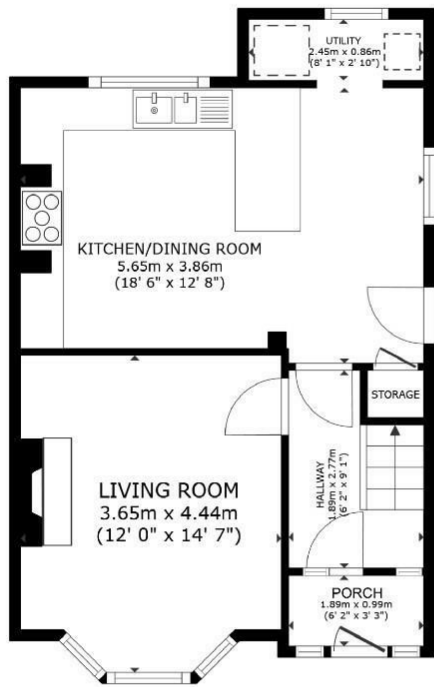 UTILITY
2.45m x 0.86m
(8' 1" x 2' 10")
KITCHEN/DINING ROOM
5.65m x 3.86m
(18' 6" x 12' 8")
STORAGE
HALLWAY
1.89m x 2.77m
(6' 2" x 9' 1")
LIVING ROOM
3.65m x 4.44m
(12' 0" x 14' 7")
PORCH
1.89m x 0.99m
(6' 2" x 3' 3")